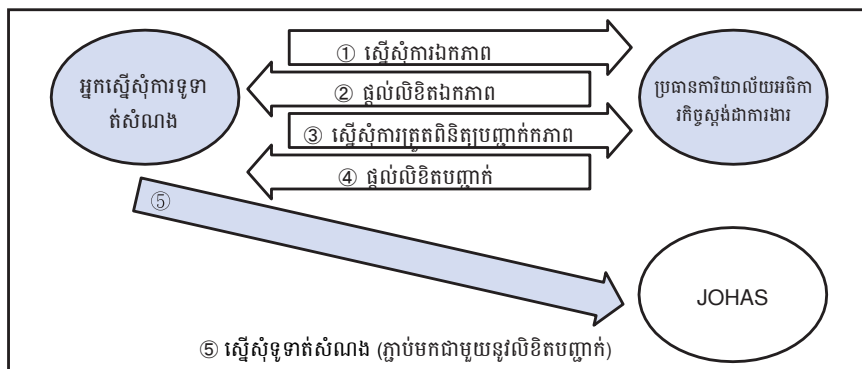 ① ស្នើសុំការឯកភាព
អ្នកស្នើសុំការទូទា
ត់សំណង
② ផ្តល់លិខិតឯកភាព
ប្រធានការិយាល័យអធិកា
រកិច្ចស្តង់ដាការងារ
③ ស្នើសុំការត្រួតពិនិត្យបញ្ជាក់កភាព
④ ផ្តល់លិខិតបញ្ជាក់
⑤
JOHAS
⑤ ស្នើសុំទូទាត់សំណង (ភ្ជាប់មកជាមួយនូវលិខិតបញ្ជាក់)